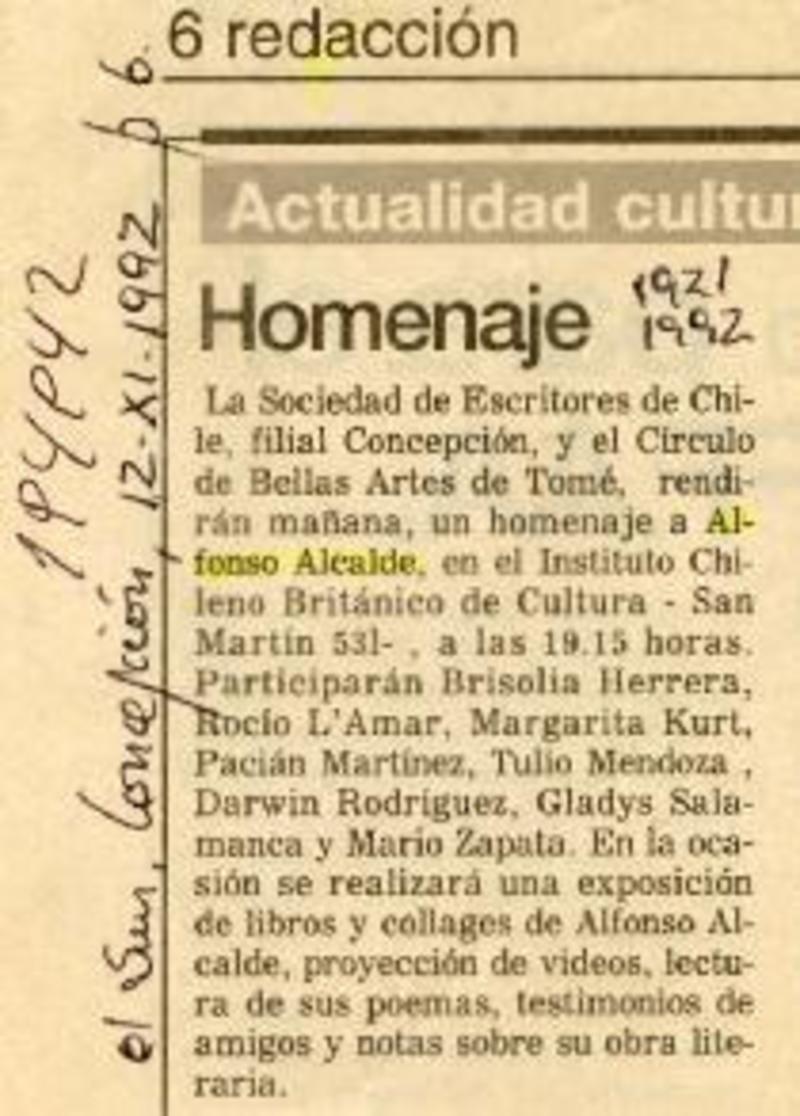 6 redacción
Actualidad cultur
Homenaje
1921
1992
La Sociedad de Escritores de Chi-
le, filial Concepción, y el Círculo
de Bellas Artes de Tomé, rendi-
rán mañana, un homenaje a Al-
fonso Alcalde, en el Instituto Chi-
leno Británico de Cultura - San
Martín 53l- , a las 19.15 horas.
Participarán Brisolia Herrera,
Rocío L'Amar, Margarita Kurt,
Pacián Martínez, Tulio Mendoza ,
Darwin Rodríguez, Gladys Sala-
manca y Mario Zapata. En la oca-
sión se realizará una exposición
de libros y collages de Alfonso Al-
calde, proyección de videos, lectu-
ra de sus poemas, testimonios de
amigos y notas sobre su obra lite-
raria.
el Sur, Concepción, 12-XI-1992 p 6.